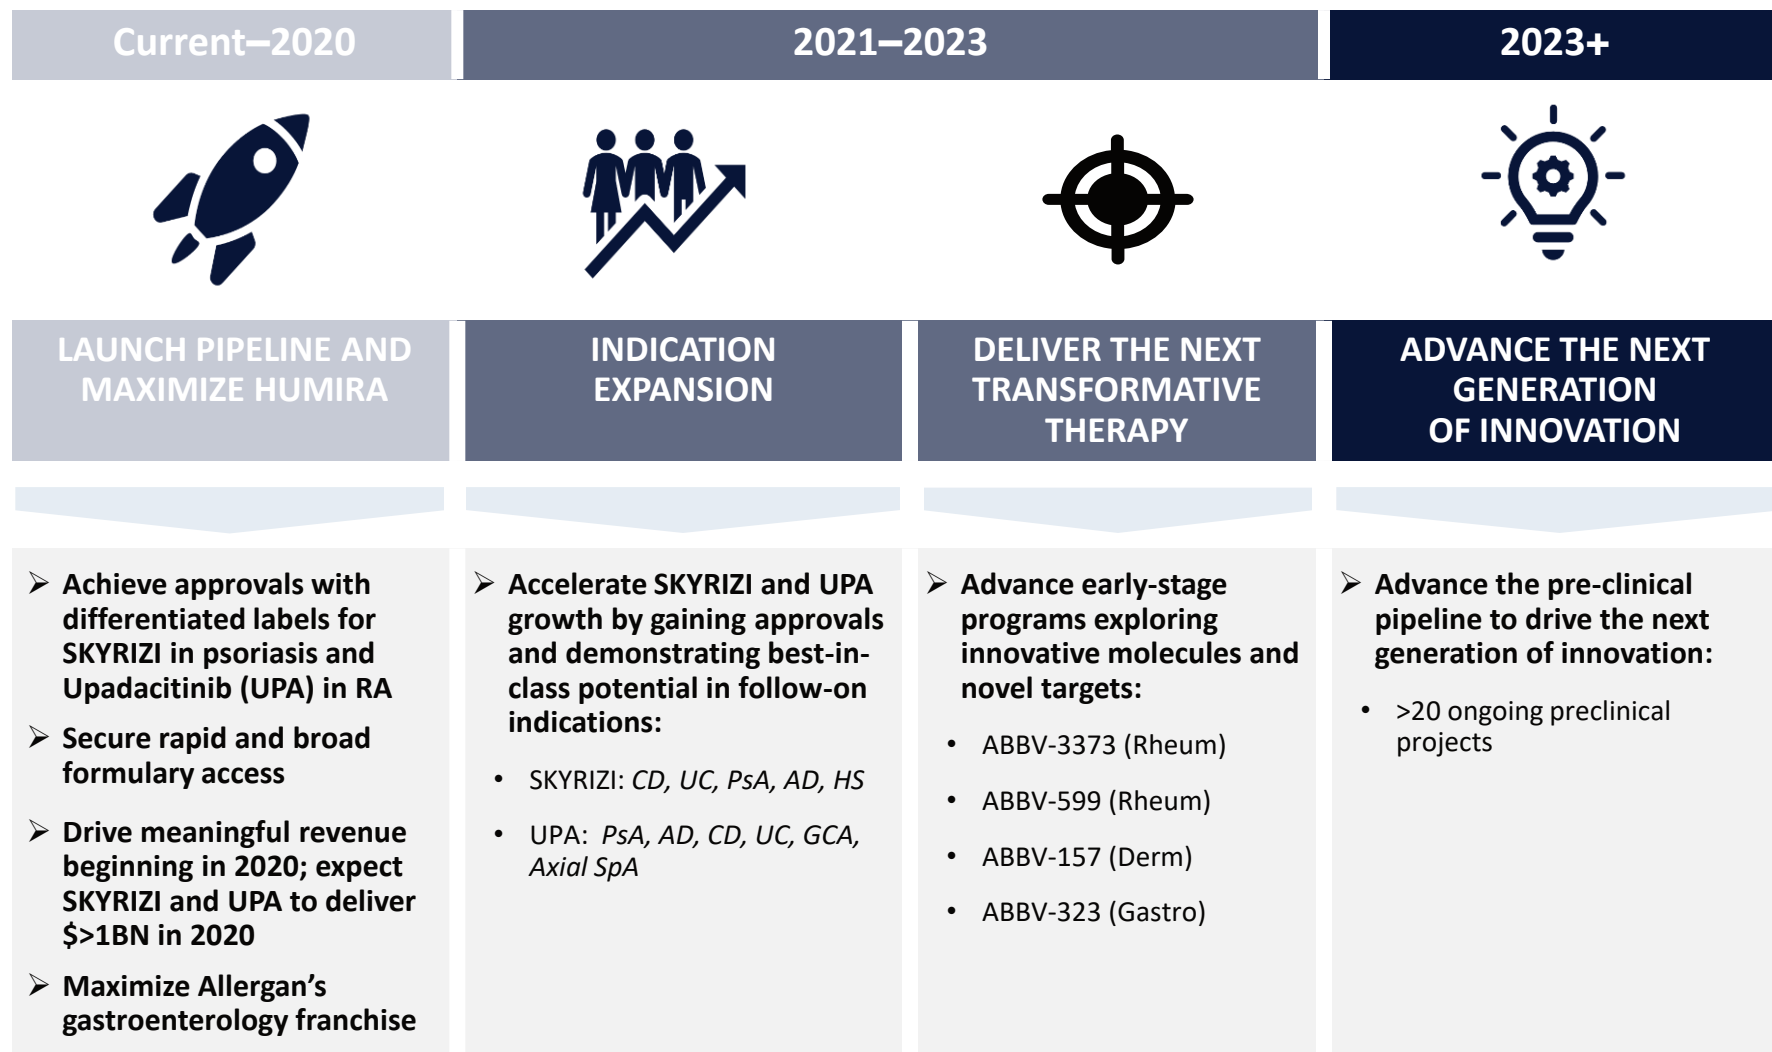 Current–2020
2021–2023
2023+
LAUNCH PIPELINE AND
MAXIMIZE HUMIRA
INDICATION
EXPANSION
DELIVER THE NEXT
TRANSFORMATIVE
THERAPY
ADVANCE THE NEXT
GENERATION
OF INNOVATION
➢ Achieve approvals with
differentiated labels for
SKYRIZI in psoriasis and
Upadacitinib (UPA) in RA
➢ Secure rapid and broad
formulary access
➢ Drive meaningful revenue
beginning in 2020; expect
SKYRIZI and UPA to deliver
$>1BN in 2020
➢ Maximize Allergan’s
gastroenterology franchise
➢ Accelerate SKYRIZI and UPA
growth by gaining approvals
and demonstrating best-in-
class potential in follow-on
indications:
• SKYRIZI: CD, UC, PsA, AD, HS
• UPA: PsA, AD, CD, UC, GCA,
Axial SpA
➢ Advance early-stage
programs exploring
innovative molecules and
novel targets:
• ABBV-3373 (Rheum)
• ABBV-599 (Rheum)
• ABBV-157 (Derm)
• ABBV-323 (Gastro)
➢ Advance the pre-clinical
pipeline to drive the next
generation of innovation:
• >20 ongoing preclinical
projects